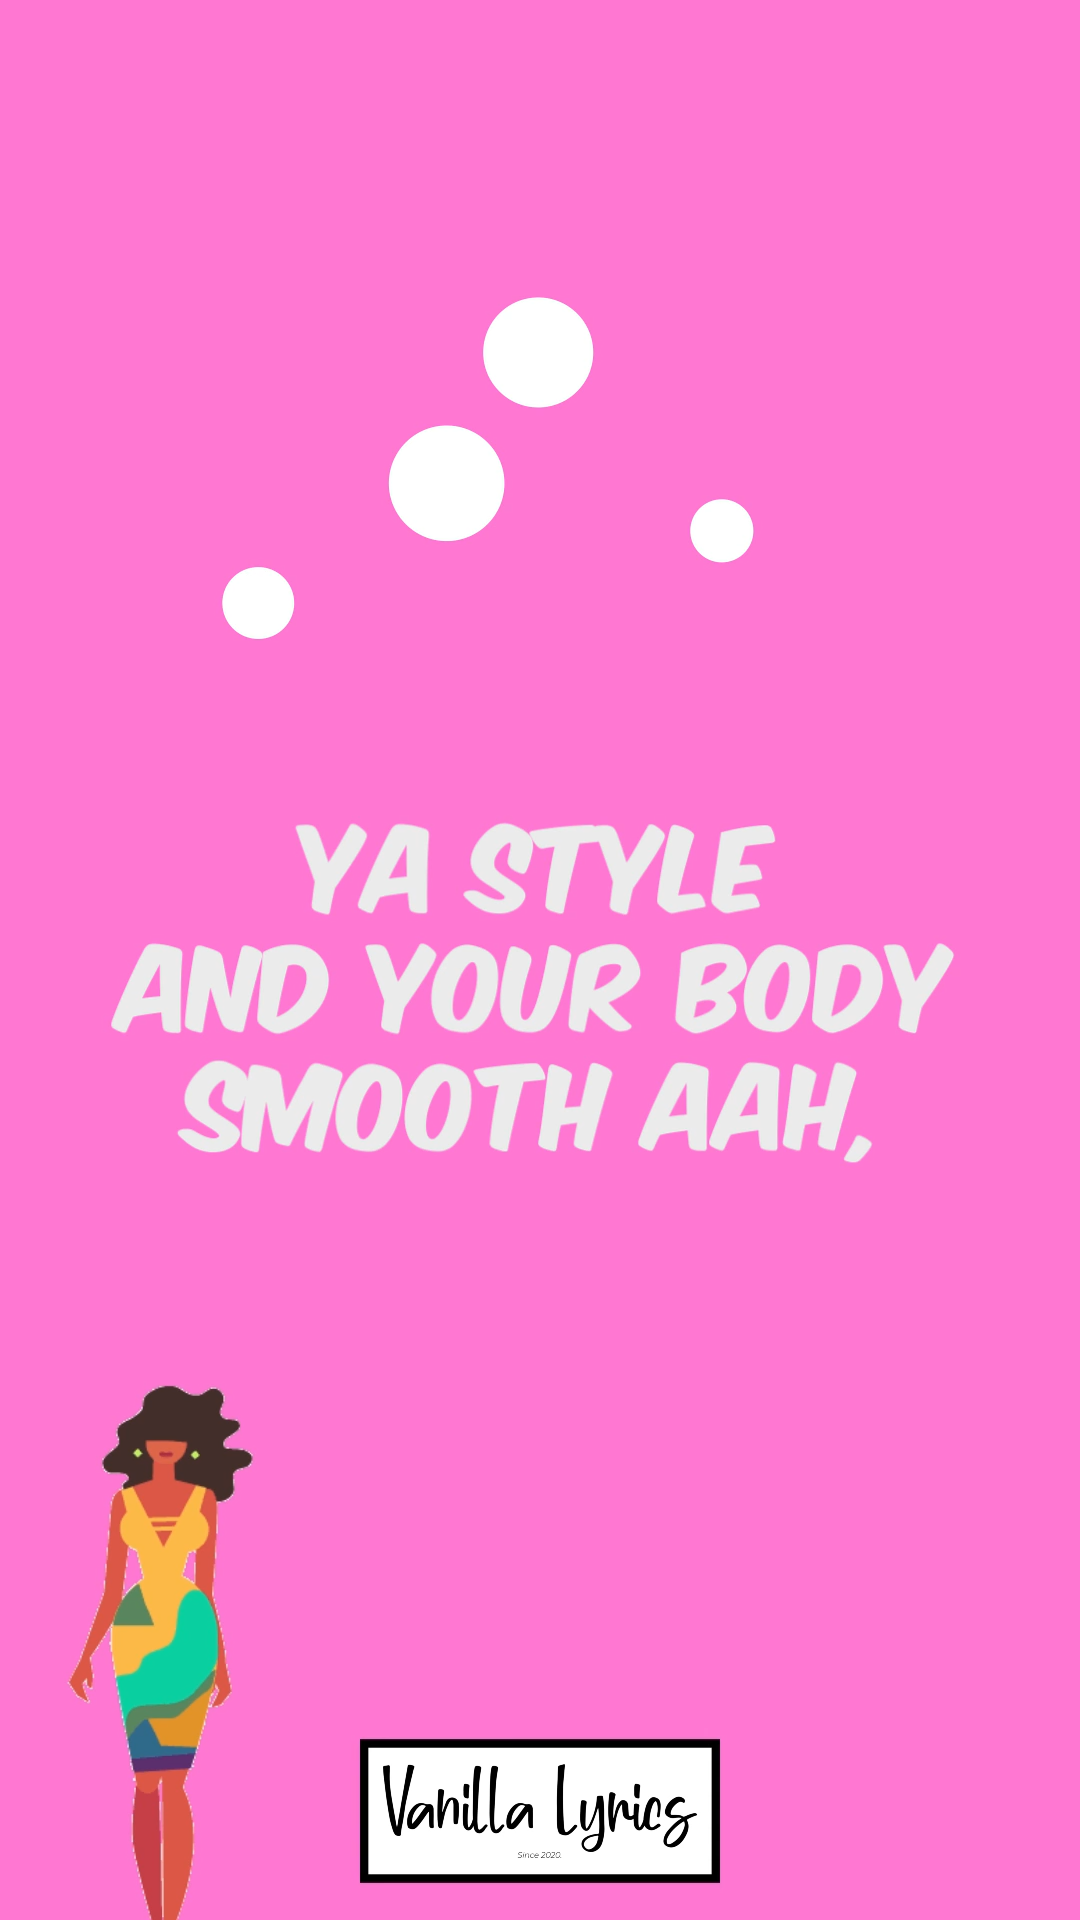 YA STYLE
AND YOUR BODY
SMOOTH AAH,
Vanilla Lyrics
Since 2020.